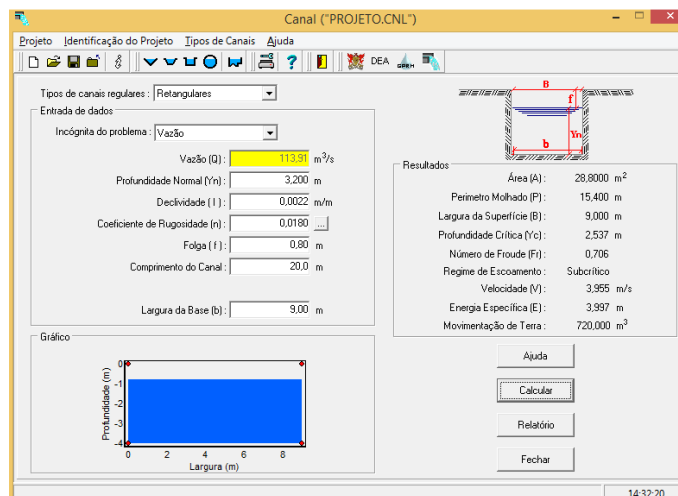 Canal ("PROJETO.CNL")
Projeto Identificação do Projeto Tipos de Canais Ajuda
DEA GPRH
Tipos de canais regulares : Retangulares
Entrada de dados
Incógnita do problema : Vazão
Vazão (Q) : 113,91 m³/s
Profundidade Normal (Yn) : 3,200 m
Declividade ( I ) : 0,0022 m/m
Coeficiente de Rugosidade (n) : 0,0180 ...
Folga ( f ) : 0,80 m
Comprimento do Canal : 20,0 m
Largura da Base (b) : 9,00 m
B
f
Yn
b
Resultados
Área (A) : 28,8000 m²
Perimetro Molhado (P) : 15,400 m
Largura da Superfície (B) : 9,000 m
Profundidade Crítica (Yc) : 2,537 m
Número de Froude (Fr) : 0,706
Regime de Escoamento : Subcrítico
Velocidade (V) : 3,955 m/s
Energia Específica (E) : 3,997 m
Movimentação de Terra : 720,000 m³
Gráfico
Profundidade (m)
0
-1
-2
-3
-4
0 2 4 6 8
Largura (m)
Ajuda
Calcular
Relatório
Fechar
14:32:20